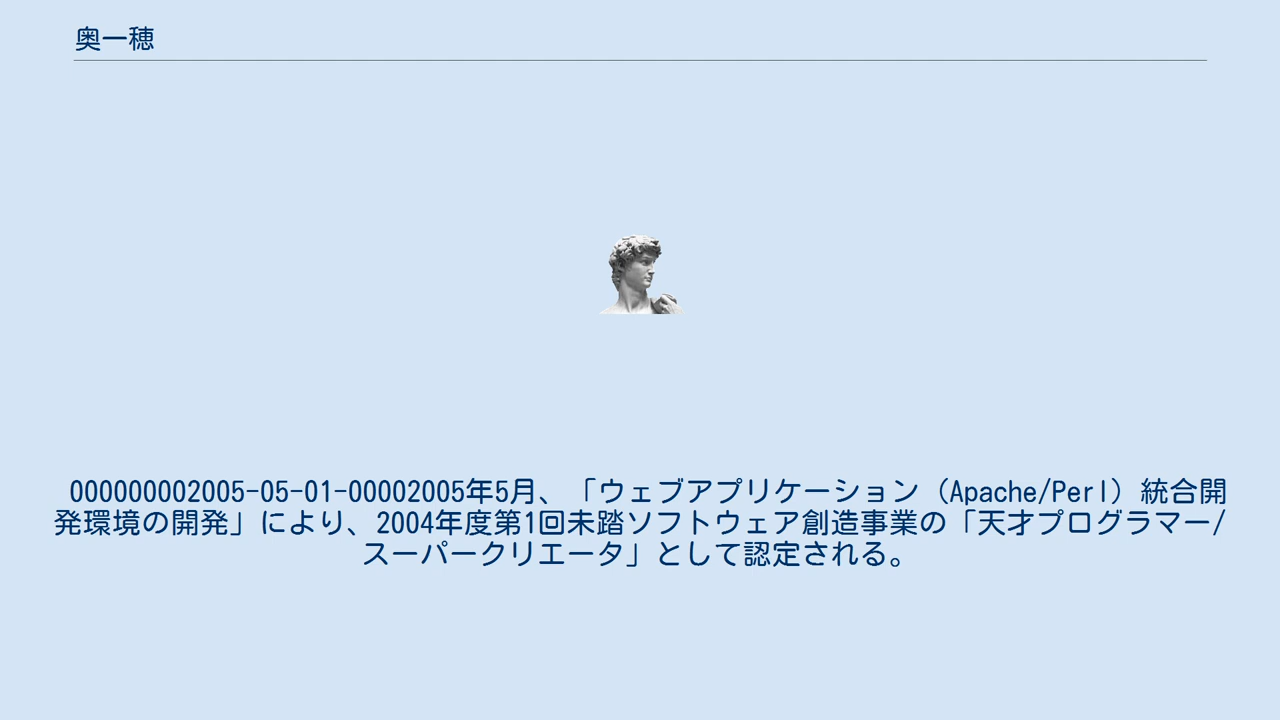 奥一穂
000000002005-05-01-00002005年5月、「ウェブアプリケーション（Apache/Perl）統合開
発環境の開発」により、2004年度第1回未踏ソフトウェア創造事業の「天才プログラマー/
スーパークリエータ」として認定される。